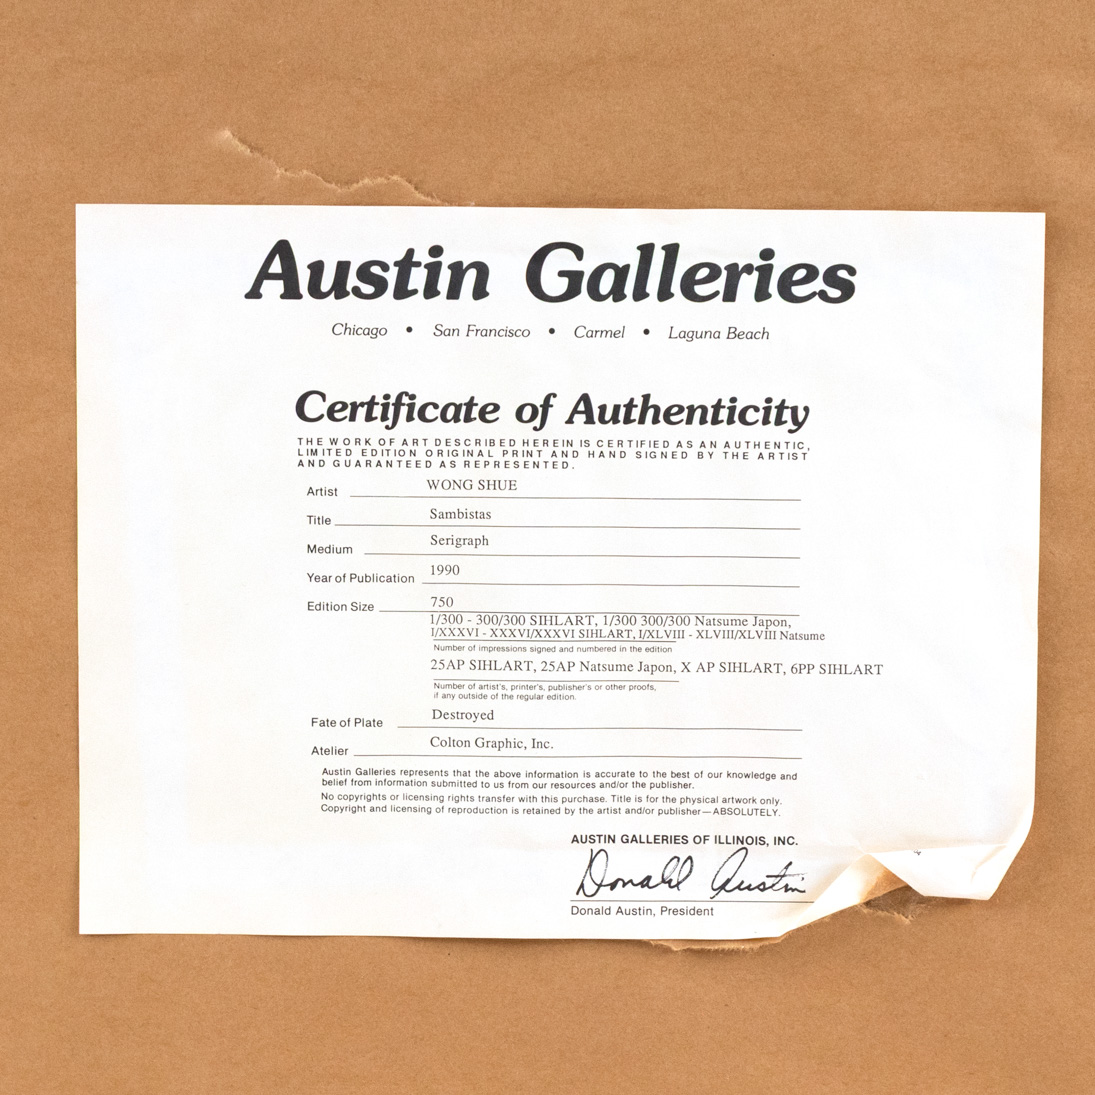 Austin Galleries
Chicago • San Francisco • Carmel • Laguna Beach
Certificate of Authenticity
THE WORK OF ART DESCRIBED HEREIN IS CERTIFIED AS AN AUTHENTIC,
LIMITED EDITION ORIGINAL PRINT AND HAND SIGNED BY THE ARTIST
AND GUARANTEED AS REPRESENTED.
Artist WONG SHUE
Title Sambistas
Medium Serigraph
Year of Publication 1990
Edition Size 750
1/300 - 300/300 SIHLART, 1/300 300/300 Natsume Japon,
I/XXXVI - XXXVI/XXXVI SIHLART, I/XLVIII - XLVIII/XLVIII Natsume
Number of impressions signed and numbered in the edition
25AP SIHLART, 25AP Natsume Japon, X AP SIHLART, 6PP SIHLART
Number of artist's, printer's, publisher's or other proofs,
if any outside of the regular edition.
Fate of Plate Destroyed
Atelier Colton Graphic, Inc.
Austin Galleries represents that the above information is accurate to the best of our knowledge and
belief from information submitted to us from our resources and/or the publisher.
No copyrights or licensing rights transfer with this purchase. Title is for the physical artwork only.
Copyright and licensing of reproduction is retained by the artist and/or publisher—ABSOLUTELY.
AUSTIN GALLERIES OF ILLINOIS, INC.
Donald Austin
Donald Austin, President